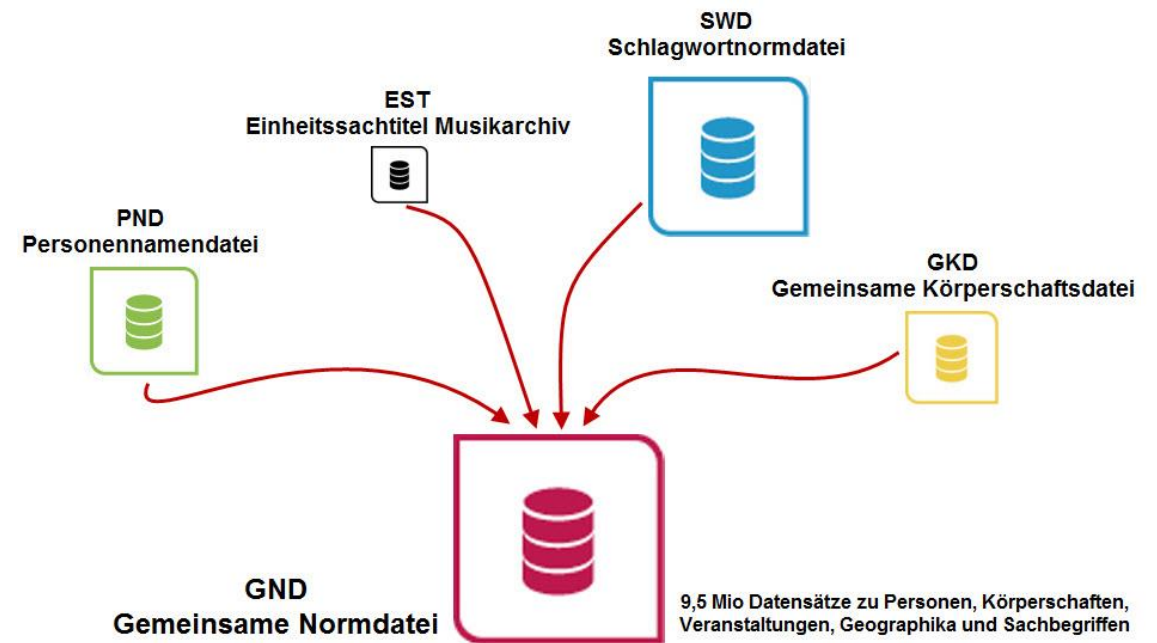 SWD
Schlagwortnormdatei
EST
Einheitssachtitel Musikarchiv
PND
Personennamendatei
GKD
Gemeinsame Körperschaftsdatei
GND
Gemeinsame Normdatei
9,5 Mio Datensätze zu Personen, Körperschaften,
Veranstaltungen, Geographika und Sachbegriffen